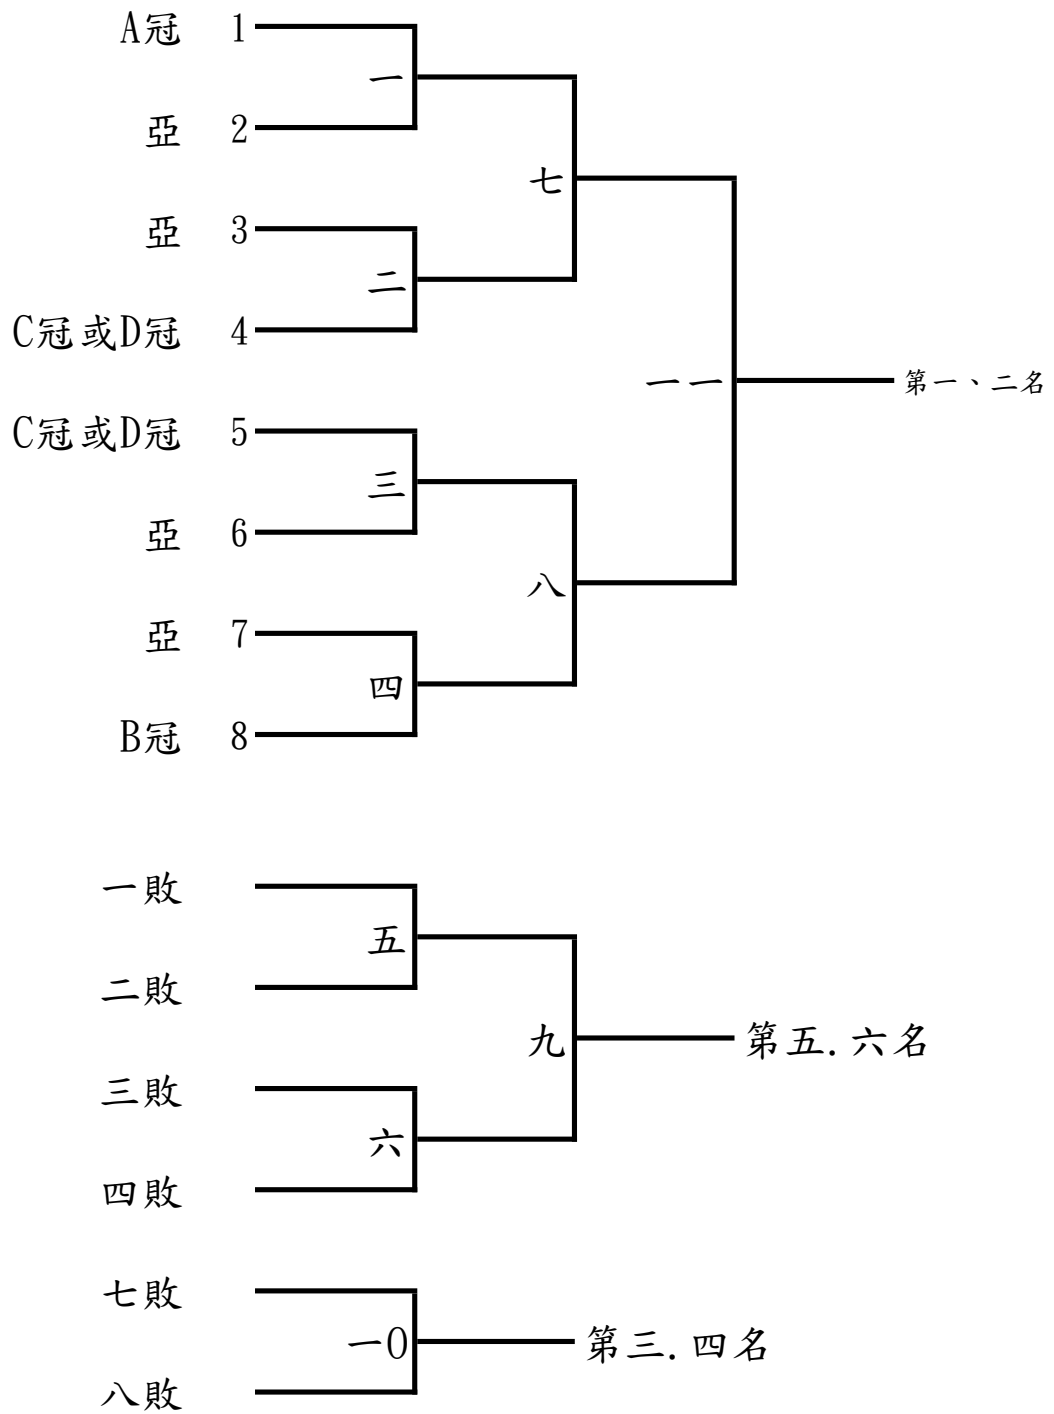 A冠 1
一
亞 2
七
亞 3
二
C冠或D冠 4
一一 第一、二名
C冠或D冠 5
三
亞 6
八
亞 7
四
B冠 8
一敗
五
二敗
九 第五.六名
三敗
六
四敗
七敗
一0 第三.四名
八敗